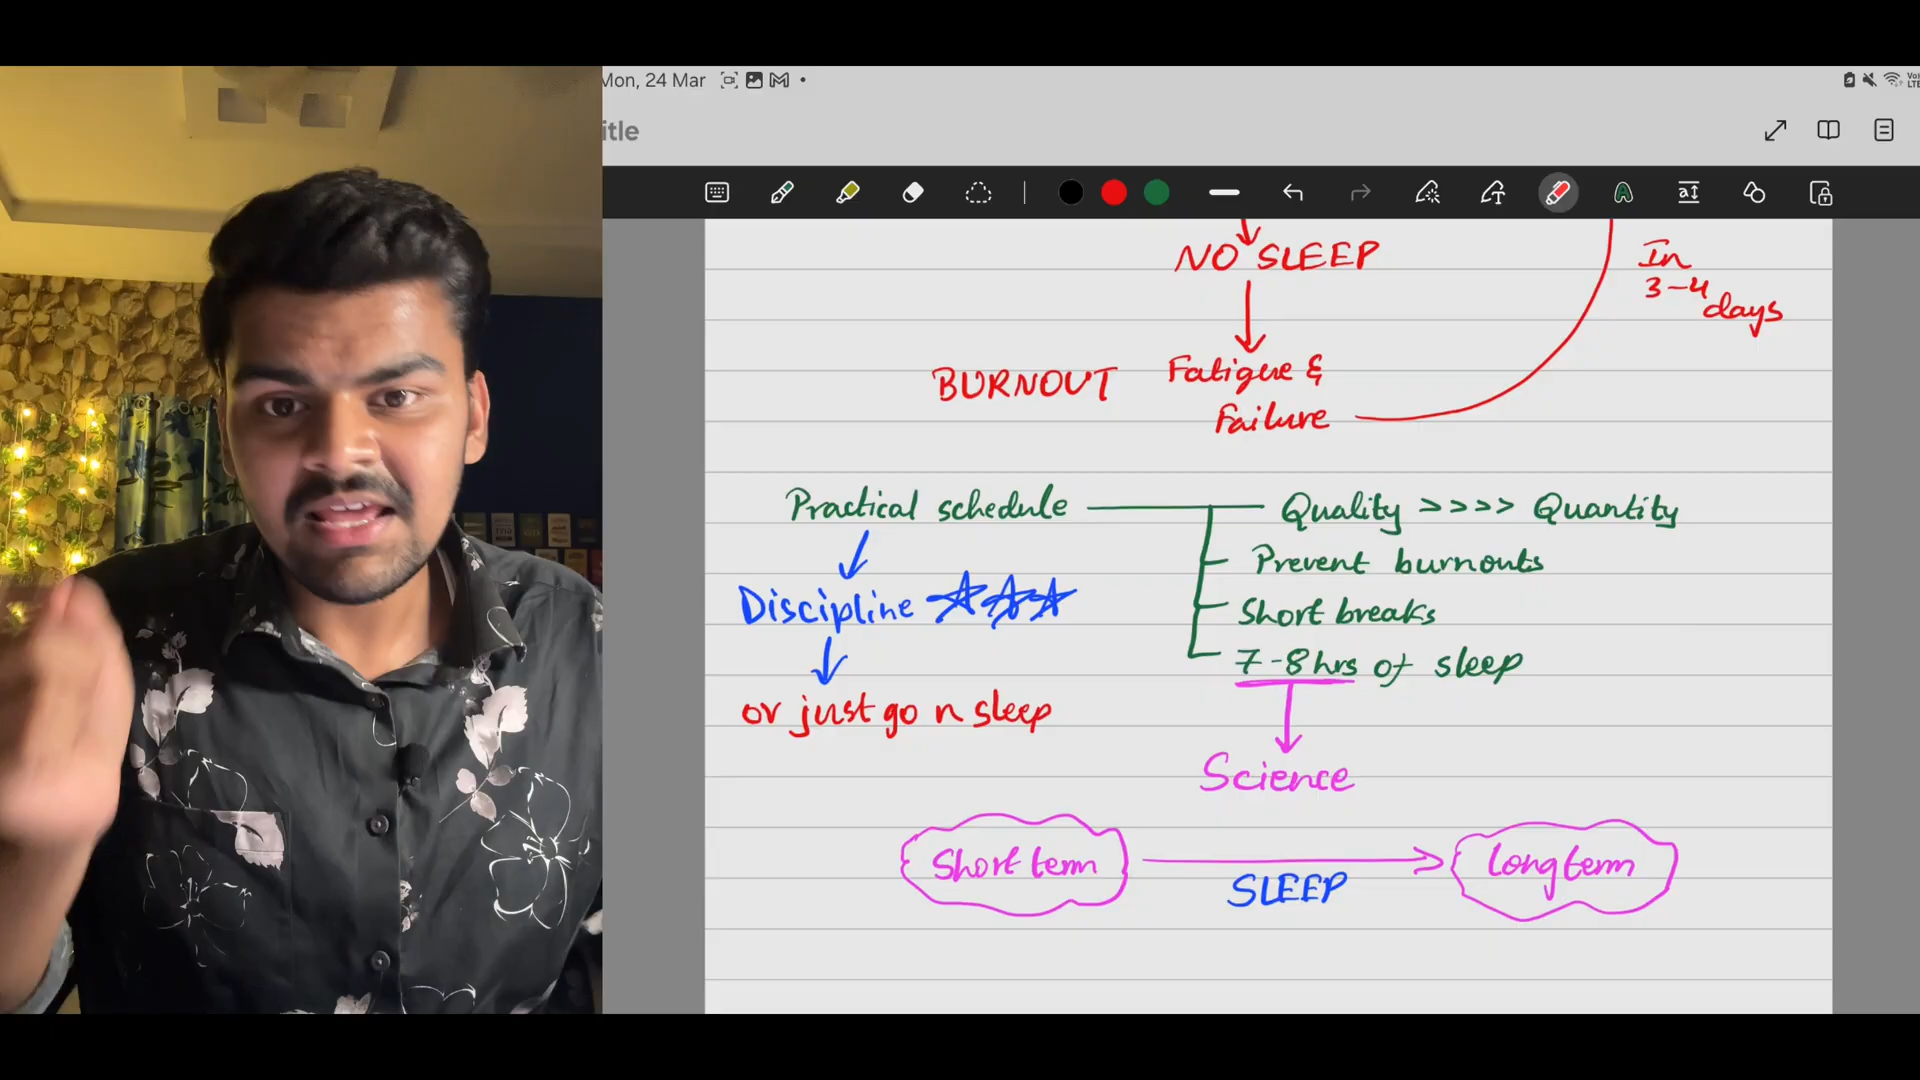 Mon, 24 Mar
itle
NO SLEEP
In
3-4
days
BURNOUT Fatigue &
Failure
Practical schedule Quality >>>> Quantity
Prevent burnouts
Discipline
Short breaks
7-8 hrs of sleep
or just go n sleep
Science
Short term
SLEEP
Long term